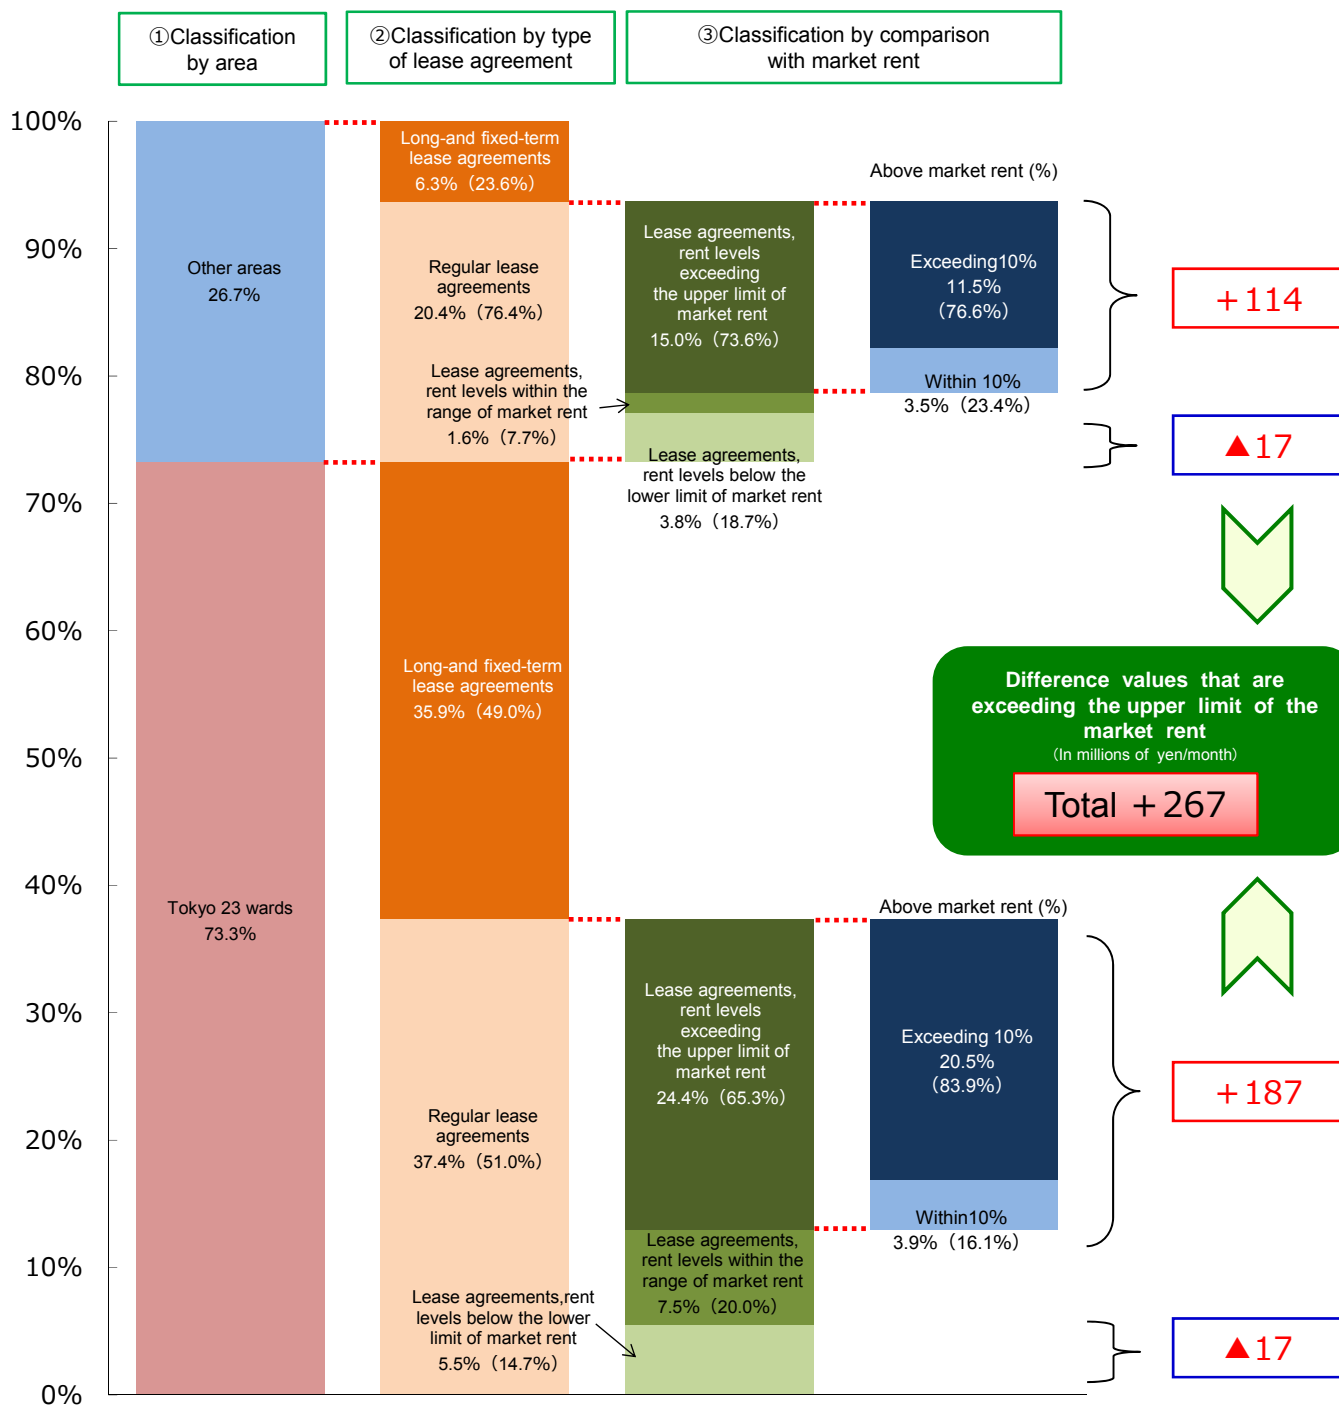 ①Classification
by area
②Classification by type
of lease agreement
③Classification by comparison
with market rent
100%
90%
80%
70%
60%
50%
40%
30%
20%
10%
0%
Other areas
26.7%
Tokyo 23 wards
73.3%
Long-and fixed-term
lease agreements
6.3%（23.6%）
Regular lease
agreements
20.4%（76.4%）
Lease agreements,
rent levels within the
range of market rent
1.6%（7.7%）
Long-and fixed-term
lease agreements
35.9%（49.0%）
Regular lease
agreements
37.4%（51.0%）
Lease agreements,rent
levels below the lower
limit of market rent
5.5%（14.7%）
Lease agreements,
rent levels
exceeding
the upper limit of
market rent
15.0%（73.6%）
Lease agreements,
rent levels below the
lower limit of market rent
3.8%（18.7%）
Lease agreements,
rent levels
exceeding
the upper limit of
market rent
24.4%（65.3%）
Lease agreements,
rent levels within the
range of market rent
7.5%（20.0%）
Above market rent (%)
Exceeding10%
11.5%
（76.6%）
Within 10%
3.5%（23.4%）
Above market rent (%)
Exceeding 10%
20.5%
（83.9%）
Within10%
3.9%（16.1%）
＋114
▲17
Difference values that are
exceeding the upper limit of the
market rent
（In millions of yen/month）
Total ＋267
＋187
▲17